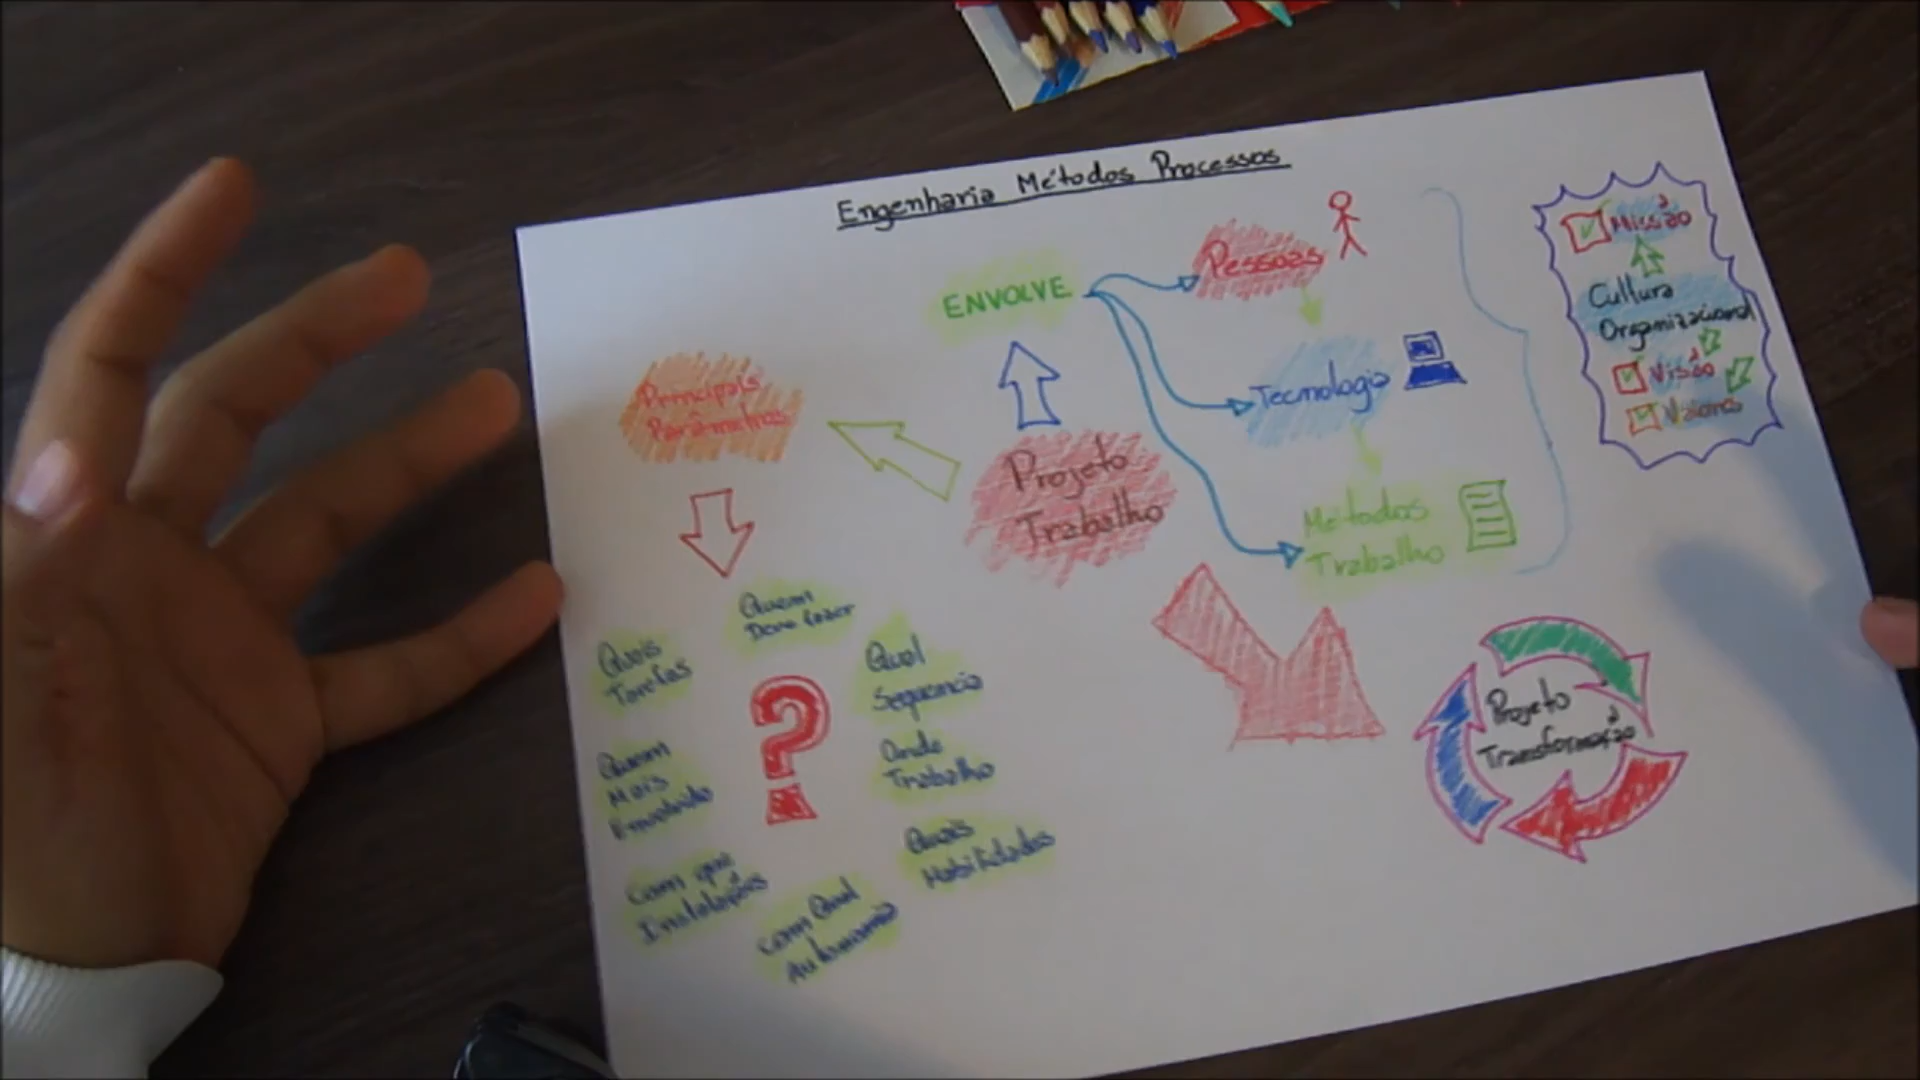 Engenharia Métodos Processos
ENVOLVE
Pessoas
Tecnologia
Métodos
Trabalho
Missão
Cultura
Organizacional
Visão
Valores
Principais
Parâmetros
Projeto
Trabalho
Quem
Deve fazer
Quais
Tarefas
Qual
Sequencia
?
Quem
Mais
Envolvido
Onde
Trabalho
Quais
Habilidades
Com que
Instalações
Com Qual
Autonomia
Projeto
Transformação